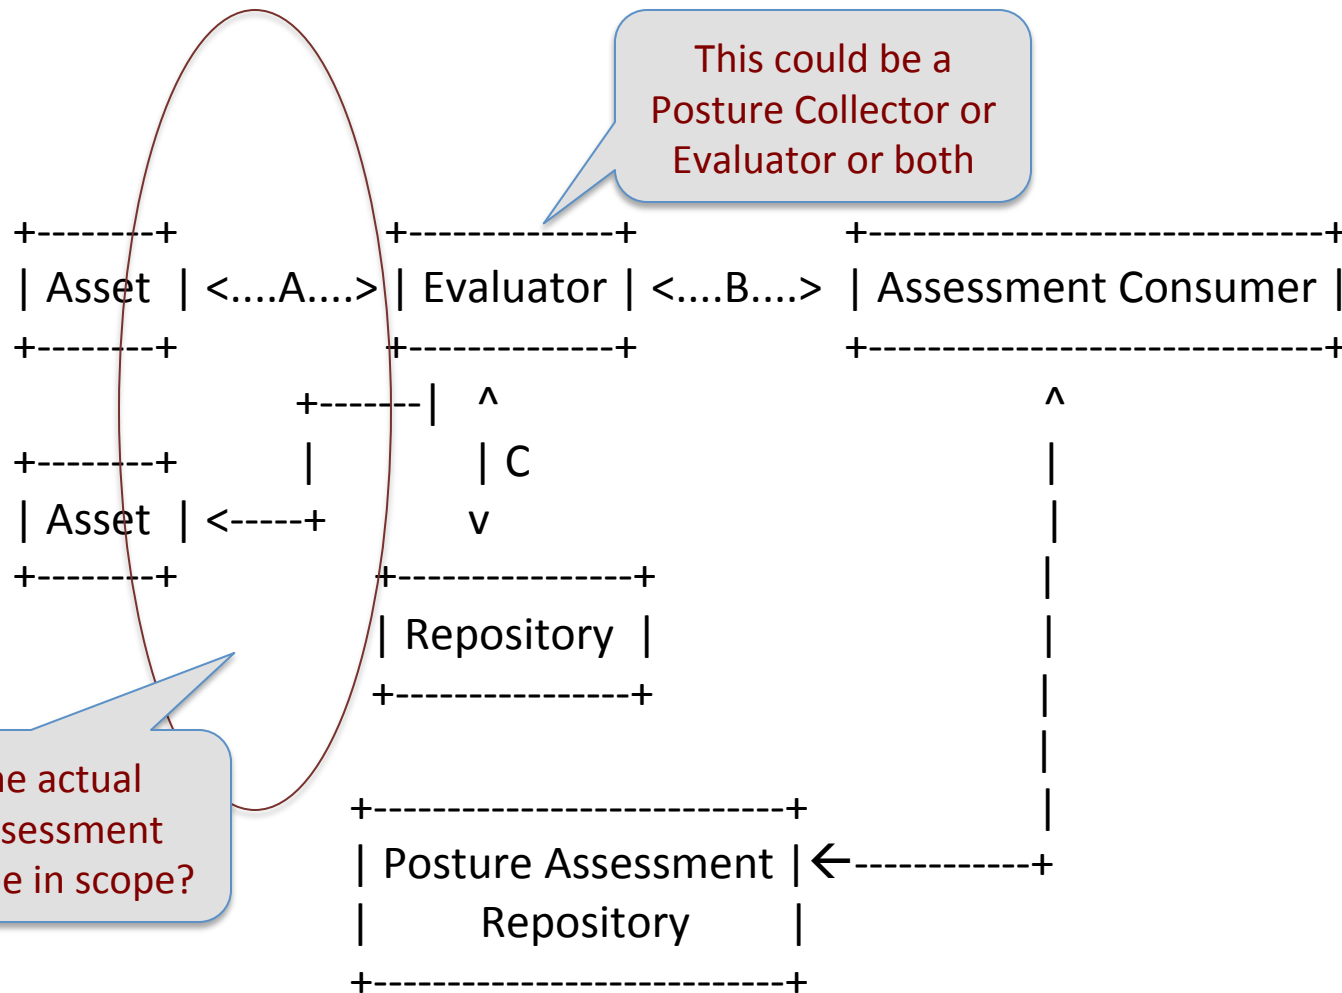 This could be a
Posture Collector or
Evaluator or both
+--------+ +--------------+ +-----------------------------+
| Asset | <....A....> | Evaluator | <....B....> | Assessment Consumer |
+--------+ +--------------+ +-----------------------------+
+-------| ^ ^
+--------+ | | C |
| Asset | <-----+ v |
+--------+ +---------------+ |
| Repository | |
+---------------+ |
|
actual
+--------------------------+ |
in scope?
| Posture Assessment |←------------+
| Repository |
+--------------------------+